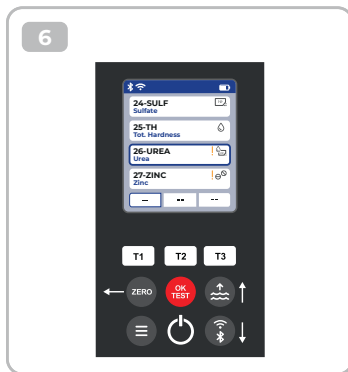 6
24-SULF
Sulfate
25-TH
Tot. Hardness
26-UREA
Urea
27-ZINC
Zinc
– -- --
T1 T2 T3
ZERO OK TEST